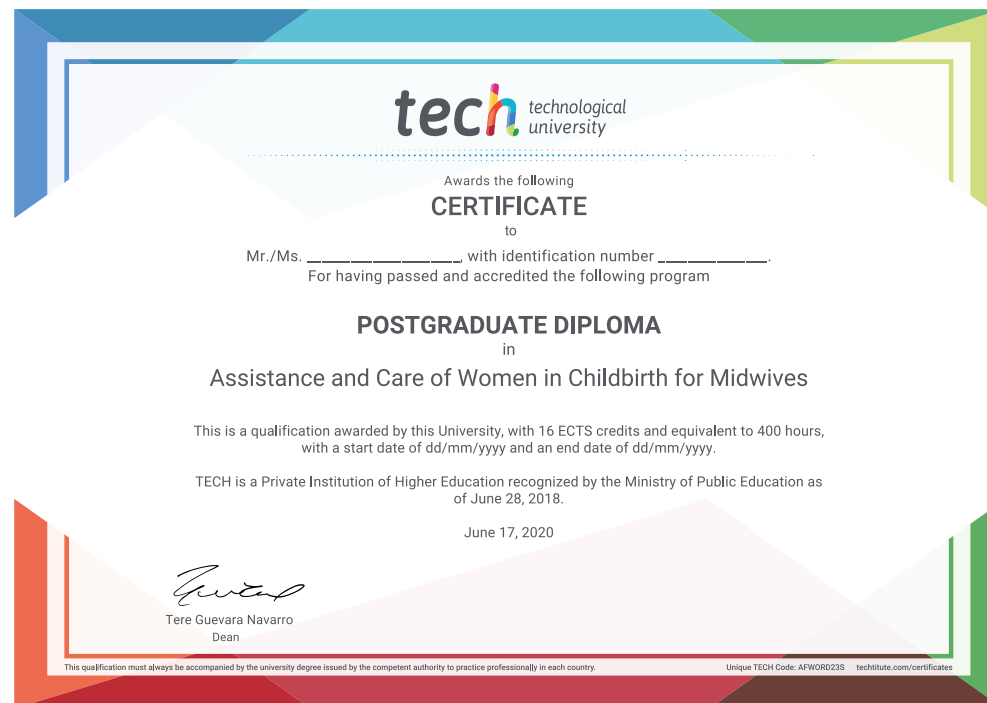 tech technological
university
Awards the following
CERTIFICATE
to
Mr./Ms. _____________________, with identification number _______________.
For having passed and accredited the following program
POSTGRADUATE DIPLOMA
in
Assistance and Care of Women in Childbirth for Midwives
This is a qualification awarded by this University, with 16 ECTS credits and equivalent to 400 hours,
with a start date of dd/mm/yyyy and an end date of dd/mm/yyyy.
TECH is a Private Institution of Higher Education recognized by the Ministry of Public Education as
of June 28, 2018.
June 17, 2020
Tere Guevara Navarro
Dean
This qualification must always be accompanied by the university degree issued by the competent authority to practice professionally in each country.
Unique TECH Code: AFWORD23S techtitute.com/certificates